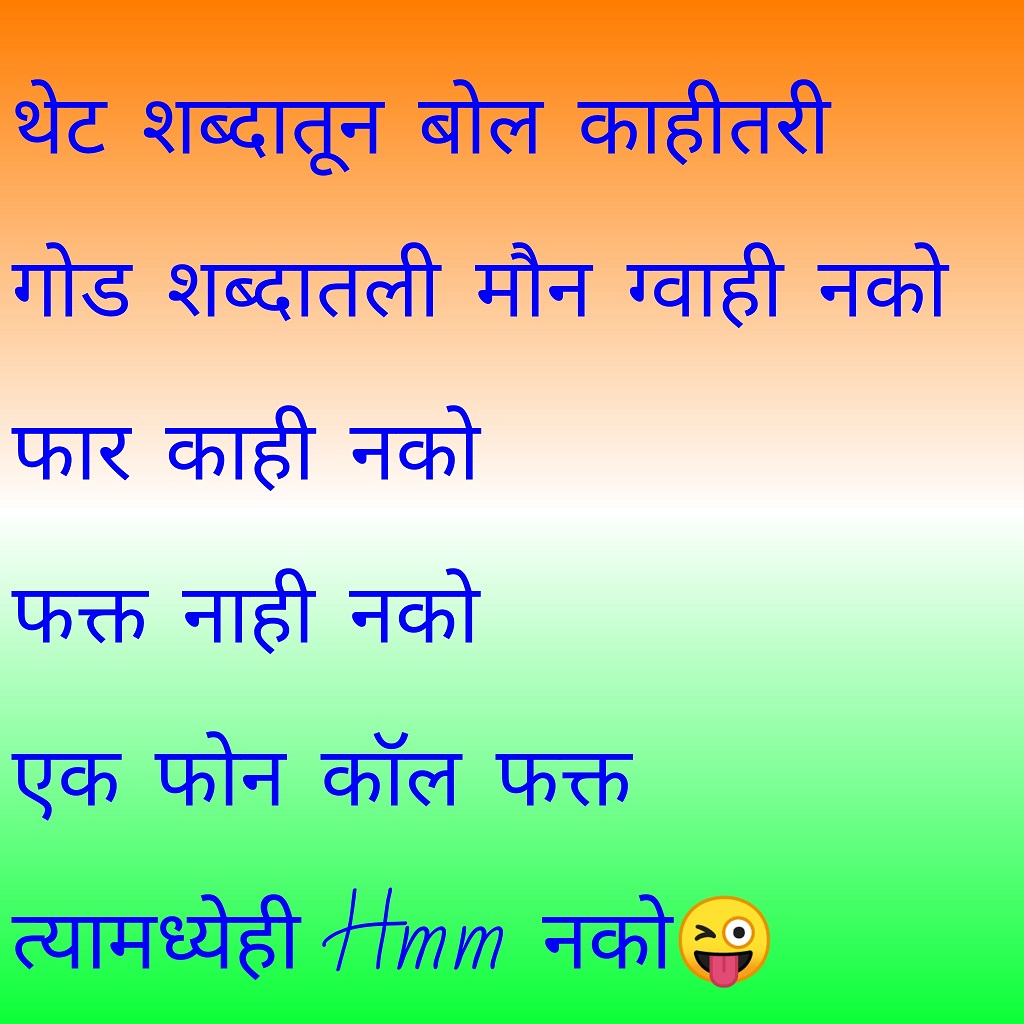 थेट शब्दातून बोल काहीतरी
गोड शब्दातली मौन ग्वाही नको
फार काही नको
फक्त नाही नको
एक फोन कॉल फक्त
त्यामध्येही Hmm नको😜